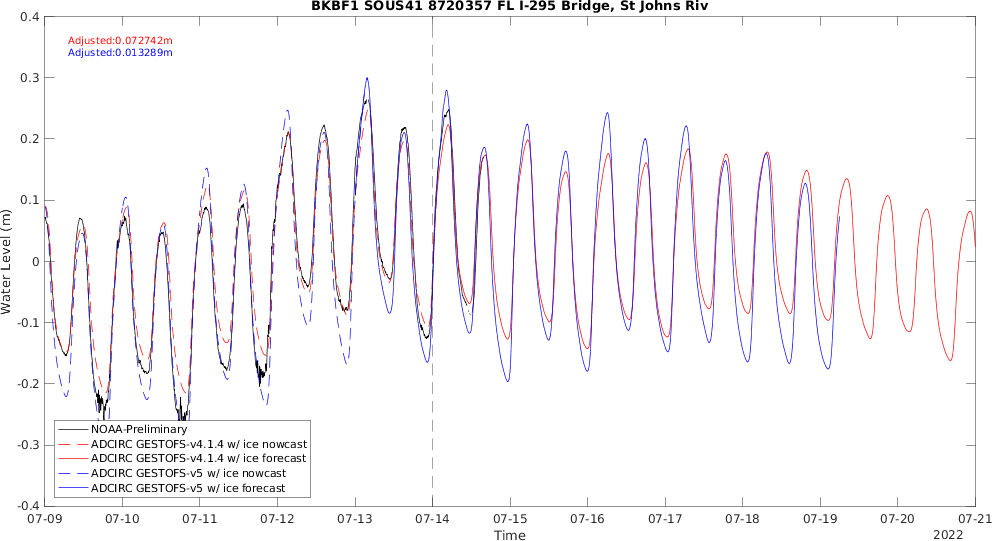 BKBF1 SOUS41 8720357 FL I-295 Bridge, St Johns Riv
Adjusted:0.072742m
Adjusted:0.013289m
Water Level (m)
0.4
0.3
0.2
0.1
0
-0.1
-0.2
-0.3
-0.4
NOAA-Preliminary
ADCIRC GESTOFS-v4.1.4 w/ ice nowcast
ADCIRC GESTOFS-v4.1.4 w/ ice forecast
ADCIRC GESTOFS-v5 w/ ice nowcast
ADCIRC GESTOFS-v5 w/ ice forecast
07-09 07-10 07-11 07-12 07-13 07-14 07-15 07-16 07-17 07-18 07-19 07-20 07-21
Time
2022